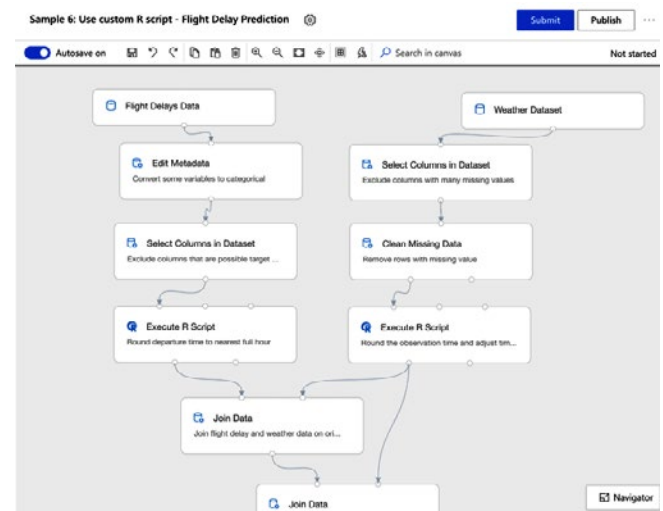 Sample 6: Use custom R script - Flight Delay Prediction
Submit
Publish
Autosave on
Search in canvas
Not started
Flight Delays Data
Weather Dataset
Edit Metadata
Convert some variables to categorical
Select Columns in Dataset
Exclude columns with many missing values
Select Columns in Dataset
Exclude columns that are possible target ...
Clean Missing Data
Remove rows with missing value
Execute R Script
Round departure time to nearest full hour
Execute R Script
Round the observation time and adjust tim...
Join Data
Join flight delay and weather data on ori...
Join Data
Navigator